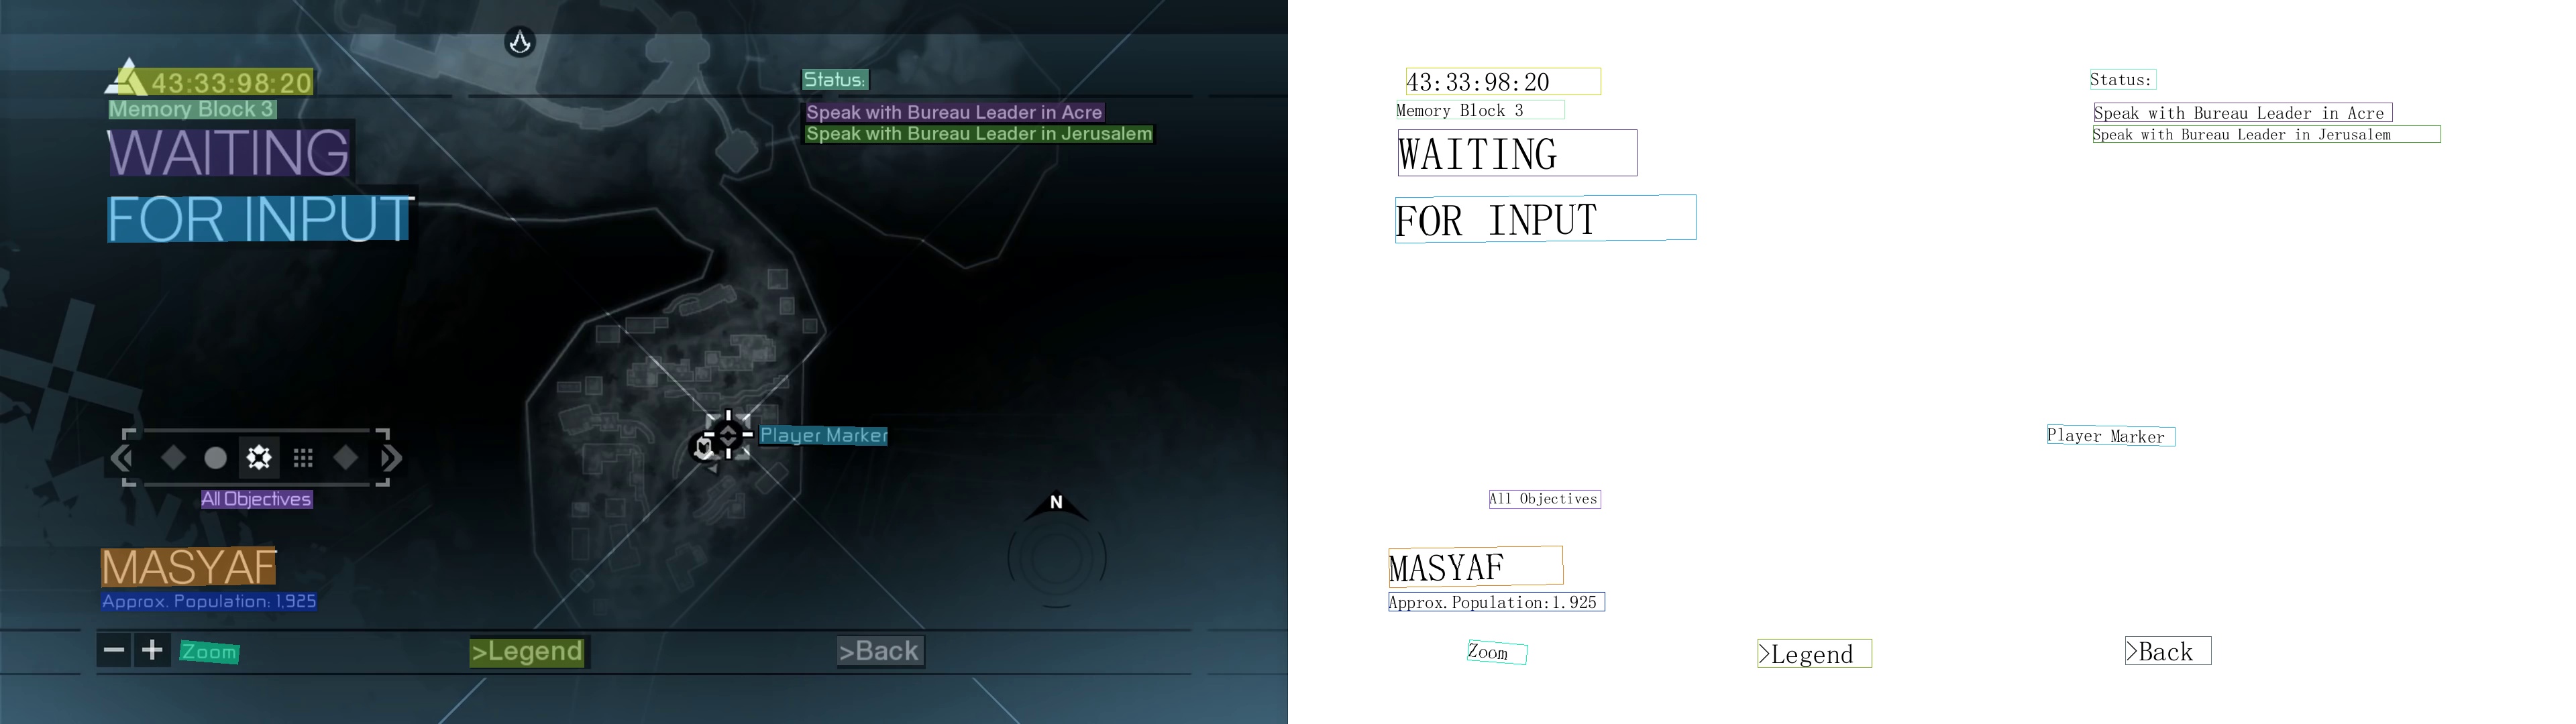 43:33:98:20
Memory Block 3
WAITING
FOR INPUT
Status:
Speak with Bureau Leader in Acre
Speak with Bureau Leader in Jerusalem
Player Marker
All Objectives
N
MASYAF
Approx. Population: 1,925
Zoom
>Legend
>Back
43:33:98:20
Memory Block 3
WAITING
FOR INPUT
Status:
Speak with Bureau Leader in Acre
Speak with Bureau Leader in Jerusalem
Player Marker
All Objectives
MASYAF
Approx.Population:1.925
Zoom
>Legend
>Back